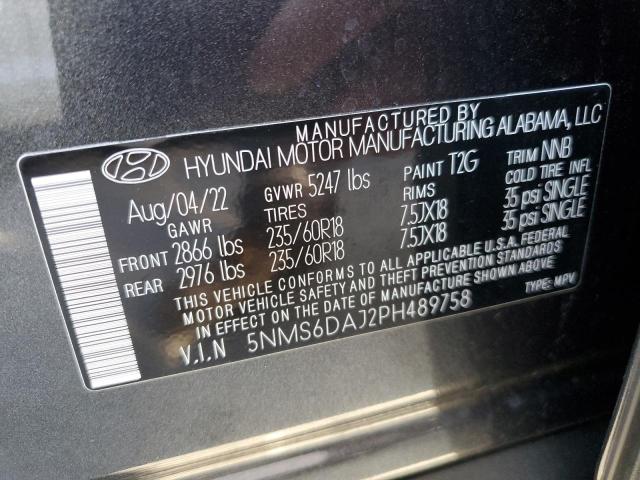 MANUFACTURED BY
HYUNDAI MOTOR MANUFACTURING ALABAMA, LLC
Aug/04/22 GVWR 5247 lbs PAINT T2G TRIM NNB
GAWR TIRES RIMS COLD TIRE INFL
FRONT 2866 lbs 235/60R18 7.5JX18 35 psi SINGLE
REAR 2976 lbs 235/60R18 7.5JX18 35 psi SINGLE
THIS VEHICLE CONFORMS TO ALL APPLICABLE U.S.A. FEDERAL
MOTOR VEHICLE SAFETY AND THEFT PREVENTION STANDARDS
IN EFFECT ON THE DATE OF MANUFACTURE SHOWN ABOVE
V.I.N 5NMS6DAJ2PH489758 TYPE: MPV